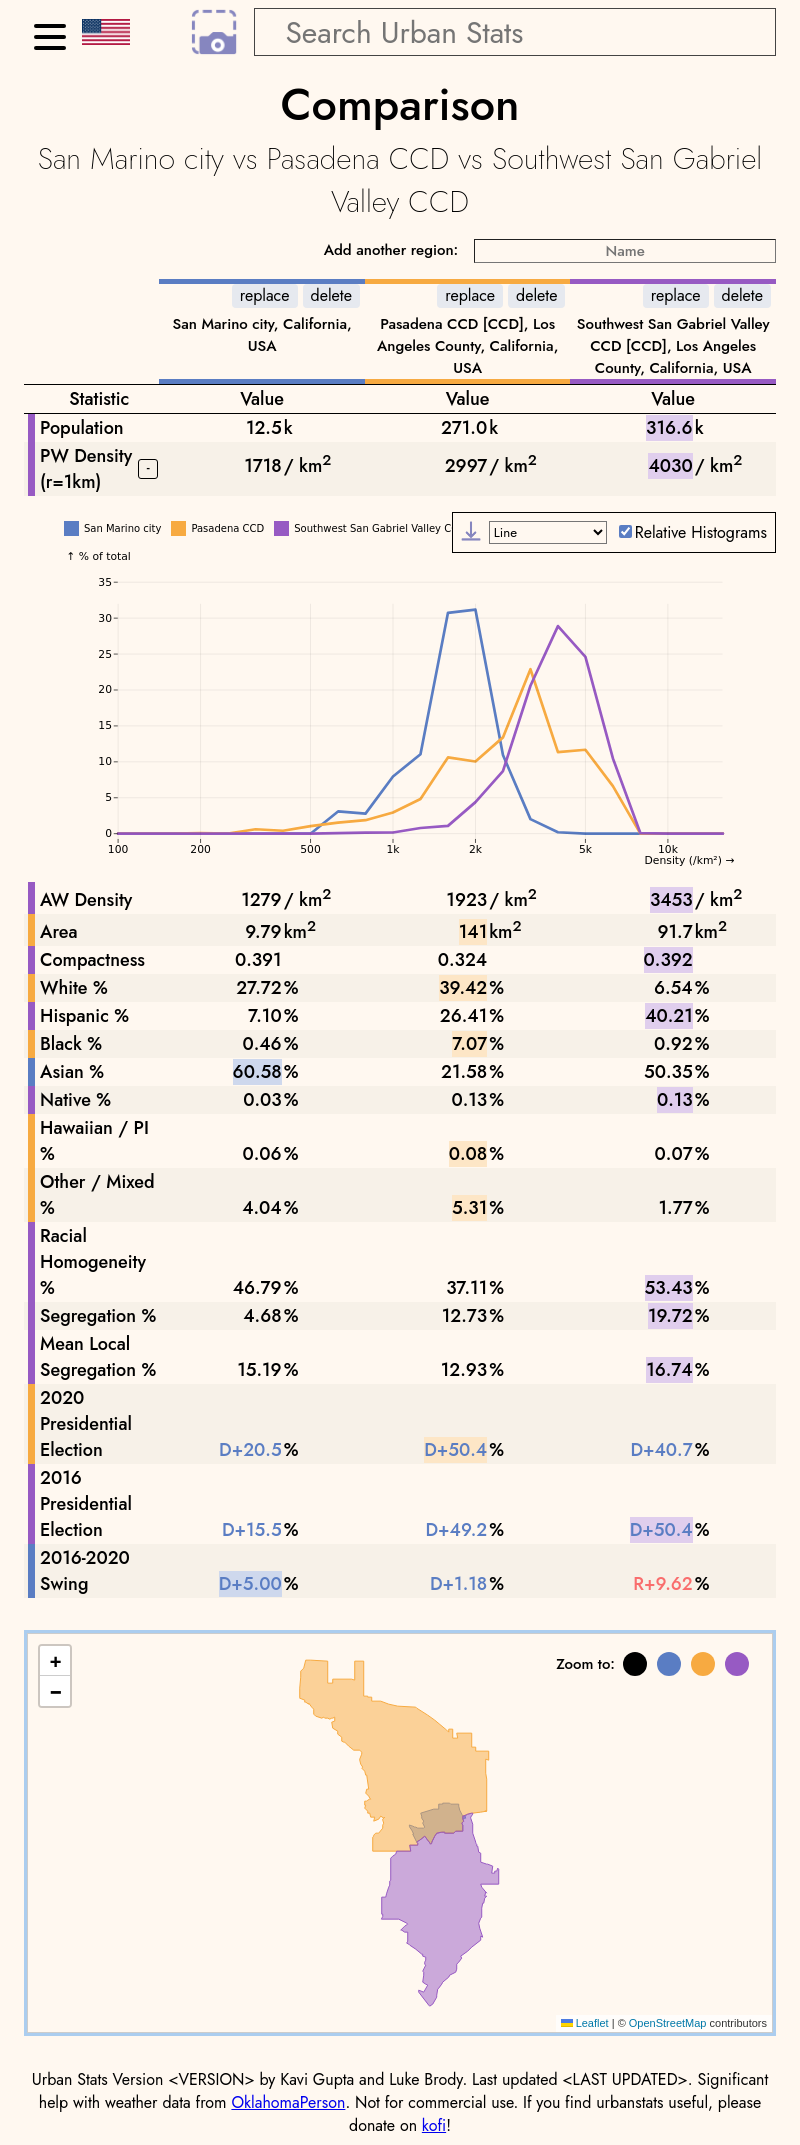 Search Urban Stats
Comparison
San Marino city vs Pasadena CCD vs Southwest San Gabriel
Valley CCD
Add another region: Name
replace delete replace delete replace delete
San Marino city, California, USA
Pasadena CCD [CCD], Los Angeles County, California, USA
Southwest San Gabriel Valley CCD [CCD], Los Angeles County, California, USA
Statistic Value Value Value
Population 12.5k 271.0k 316.6k
PW Density (r=1km) - 1718/ km² 2997/ km² 4030/ km²
San Marino city Pasadena CCD Southwest San Gabriel Valley C
Line Relative Histograms
↑ % of total
35
30
25
20
15
10
5
0
100 200 500 1k 2k 5k 10k
Density (/km²) →
AW Density 1279/ km² 1923/ km² 3453/ km²
Area 9.79km² 141km² 91.7km²
Compactness 0.391 0.324 0.392
White % 27.72% 39.42% 6.54%
Hispanic % 7.10% 26.41% 40.21%
Black % 0.46% 7.07% 0.92%
Asian % 60.58% 21.58% 50.35%
Native % 0.03% 0.13% 0.13%
Hawaiian / PI
% 0.06% 0.08% 0.07%
Other / Mixed
% 4.04% 5.31% 1.77%
Racial
Homogeneity
% 46.79% 37.11% 53.43%
Segregation % 4.68% 12.73% 19.72%
Mean Local
Segregation % 15.19% 12.93% 16.74%
2020
Presidential
Election D+20.5% D+50.4% D+40.7%
2016
Presidential
Election D+15.5% D+49.2% D+50.4%
2016-2020
Swing D+5.00% D+1.18% R+9.62%
+
−
Zoom to:
Leaflet | © OpenStreetMap contributors
Urban Stats Version <VERSION> by Kavi Gupta and Luke Brody. Last updated <LAST UPDATED>. Significant
help with weather data from OklahomaPerson. Not for commercial use. If you find urbanstats useful, please
donate on kofi!